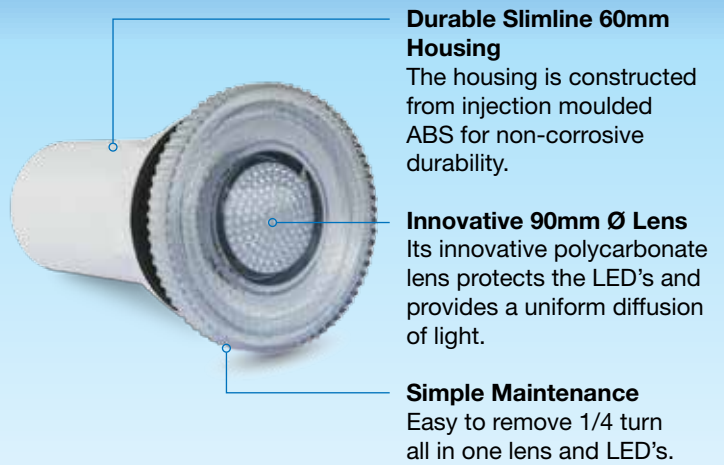 Durable Slimline 60mm
Housing
The housing is constructed
from injection moulded
ABS for non-corrosive
durability.
Innovative 90mm Ø Lens
Its innovative polycarbonate
lens protects the LED's and
provides a uniform diffusion
of light.
Simple Maintenance
Easy to remove 1/4 turn
all in one lens and LED's.